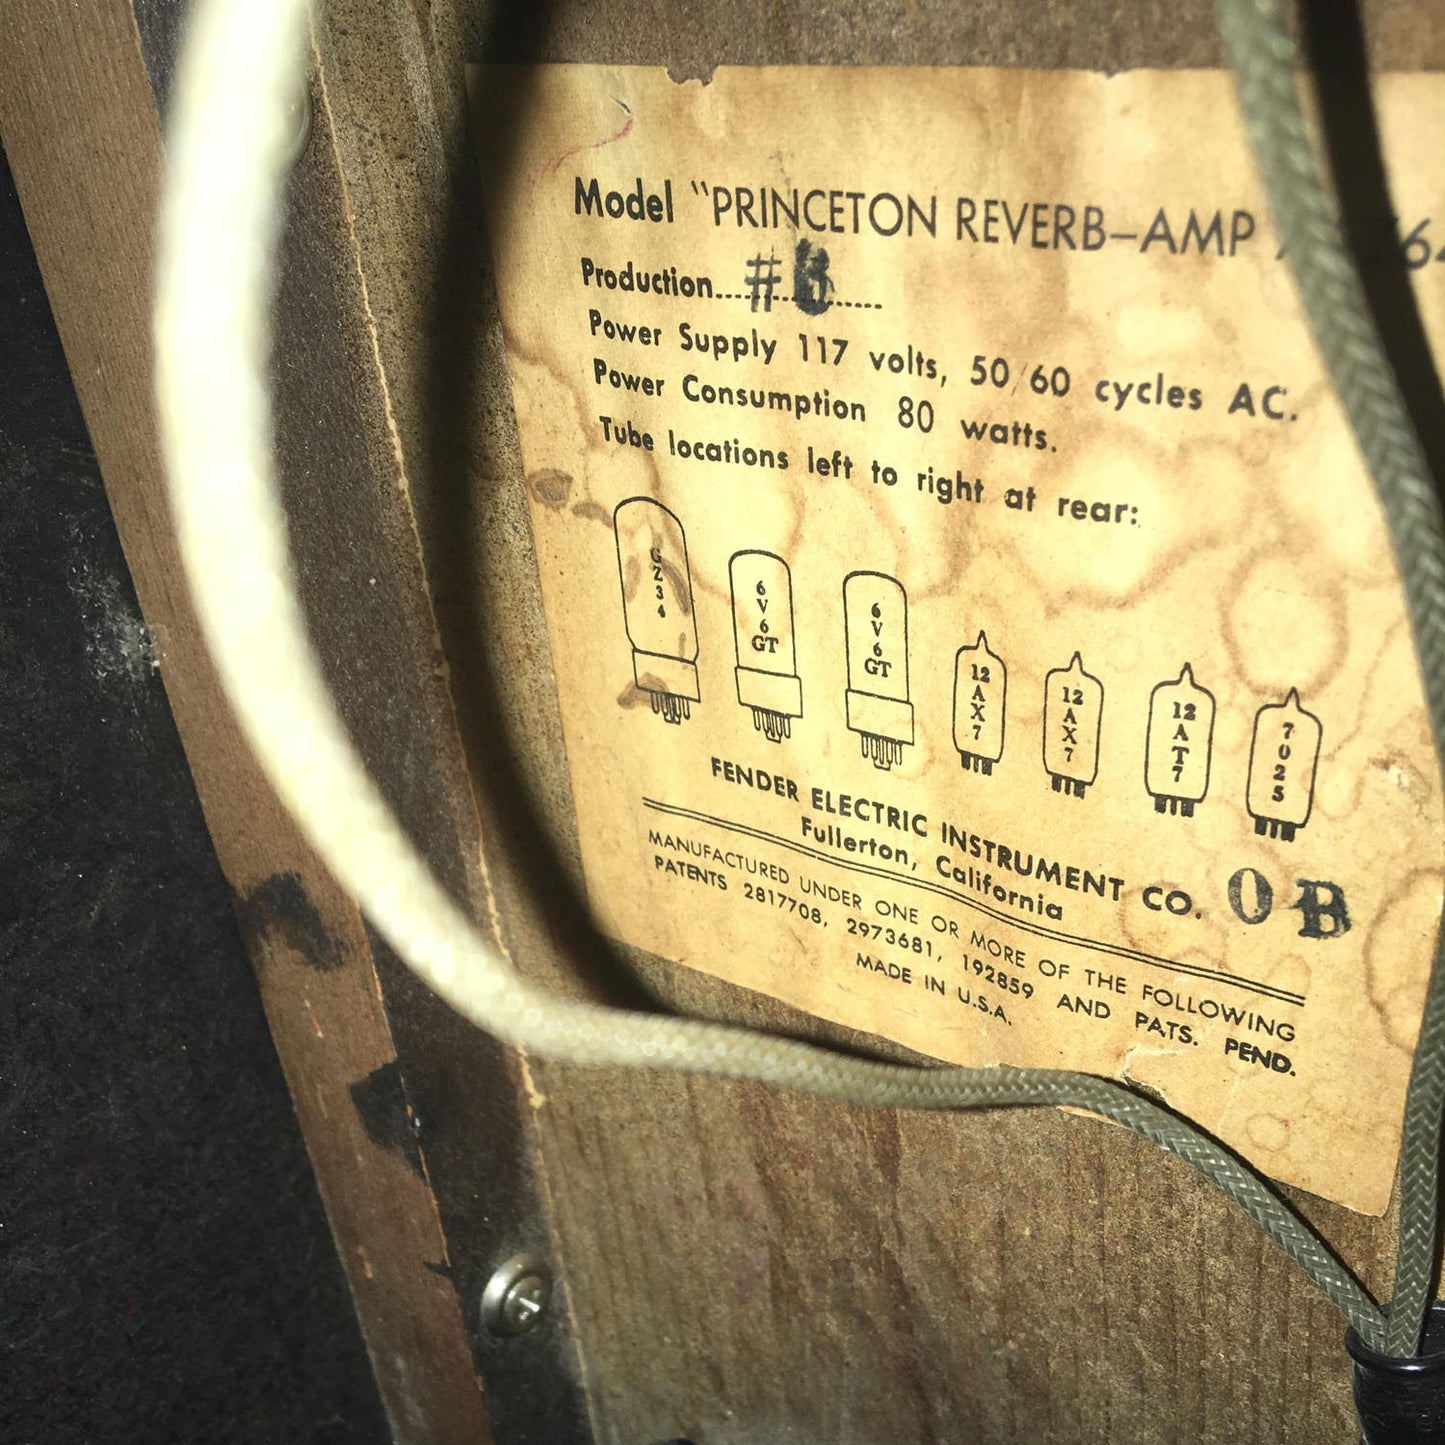 Model "PRINCETON REVERB–AMP
Production....#B......
Power Supply 117 volts, 50/60 cycles AC.
Power Consumption 80 watts.
Tube locations left to right at rear:
GZ34
6V6GT
6V6GT
12AX7
12AX7
12AT7
7025
FENDER ELECTRIC INSTRUMENT CO.
Fullerton, California
OB
MANUFACTURED UNDER ONE OR MORE OF THE FOLLOWING
PATENTS 2817708, 2973681, 192859 AND PATS. PEND.
MADE IN U.S.A.